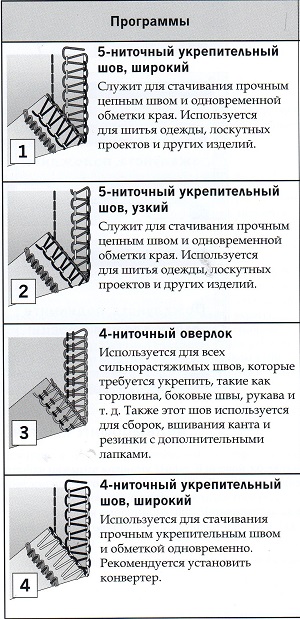 Программы
5-ниточный укрепительный
шов, широкий
Служит для стачивания прочным
цепным швом и одновременной
обметки края. Используется
для шитья одежды, лоскутных
проектов и других изделий.
1
5-ниточный укрепительный
шов, узкий
Служит для стачивания прочным
цепным швом и одновременной
обметки края. Используется
для шитья одежды, лоскутных
проектов и других изделий.
2
4-ниточный оверлок
Используется для всех
сильнорастяжимых швов, которые
требуется укрепить, такие как
горловина, боковые швы, рукава и
т. д. Также этот шов используется
для сборок, вшивания канта и
резинки с дополнительными
лапками.
3
4-ниточный укрепительный
шов, широкий
Используется для стачивания
прочным укрепительным швом
и обметкой одновременно.
Рекомендуется установить
конвертер.
4